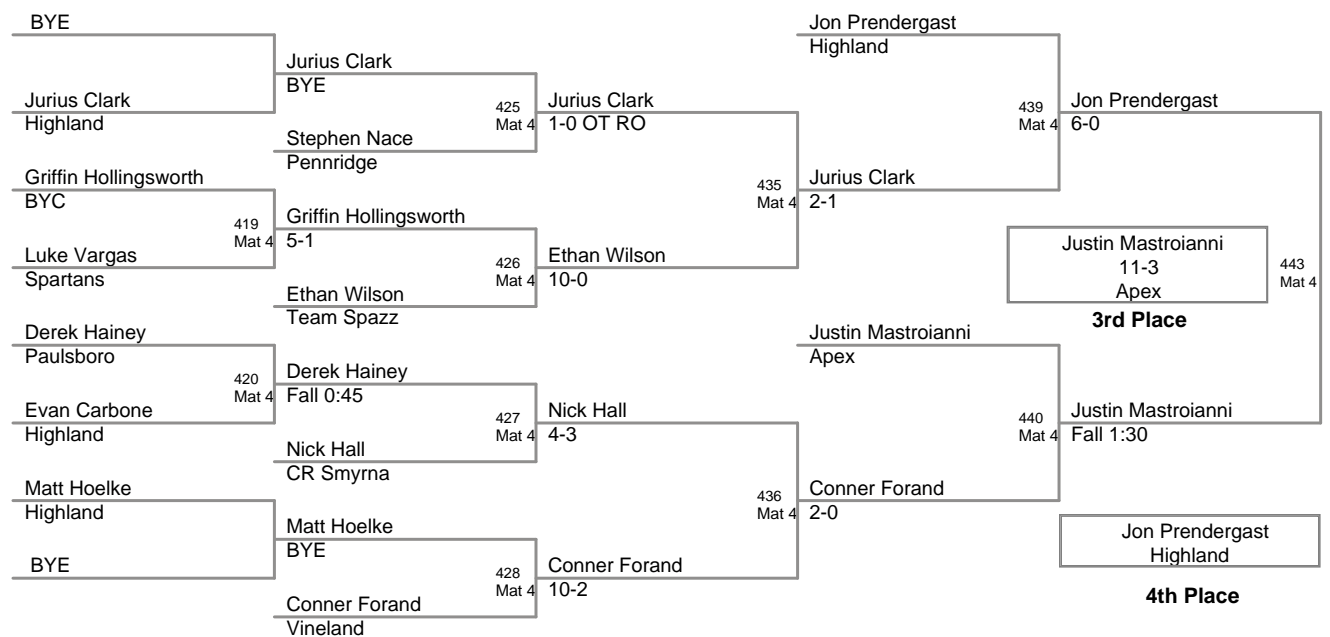 BYE
Jurius Clark
Highland
Griffin Hollingsworth
BYC
Luke Vargas
Spartans
Derek Hainey
Paulsboro
Evan Carbone
Highland
Matt Hoelke
Highland
BYE
419
Mat 4
420
Mat 4
Jurius Clark
BYE
Stephen Nace
Pennridge
Griffin Hollingsworth
5-1
Ethan Wilson
Team Spazz
Derek Hainey
Fall 0:45
Nick Hall
CR Smyrna
Matt Hoelke
BYE
Conner Forand
Vineland
425
Mat 4
426
Mat 4
427
Mat 4
428
Mat 4
Jurius Clark
1-0 OT RO
Ethan Wilson
10-0
Nick Hall
4-3
Conner Forand
10-2
435
Mat 4
436
Mat 4
Jon Prendergast
Highland
Jurius Clark
2-1
Justin Mastroianni
Apex
Conner Forand
2-0
439
Mat 4
440
Mat 4
Jon Prendergast
6-0
Justin Mastroianni
Fall 1:30
443
Mat 4
Justin Mastroianni
11-3
Apex
3rd Place
Jon Prendergast
Highland
4th Place